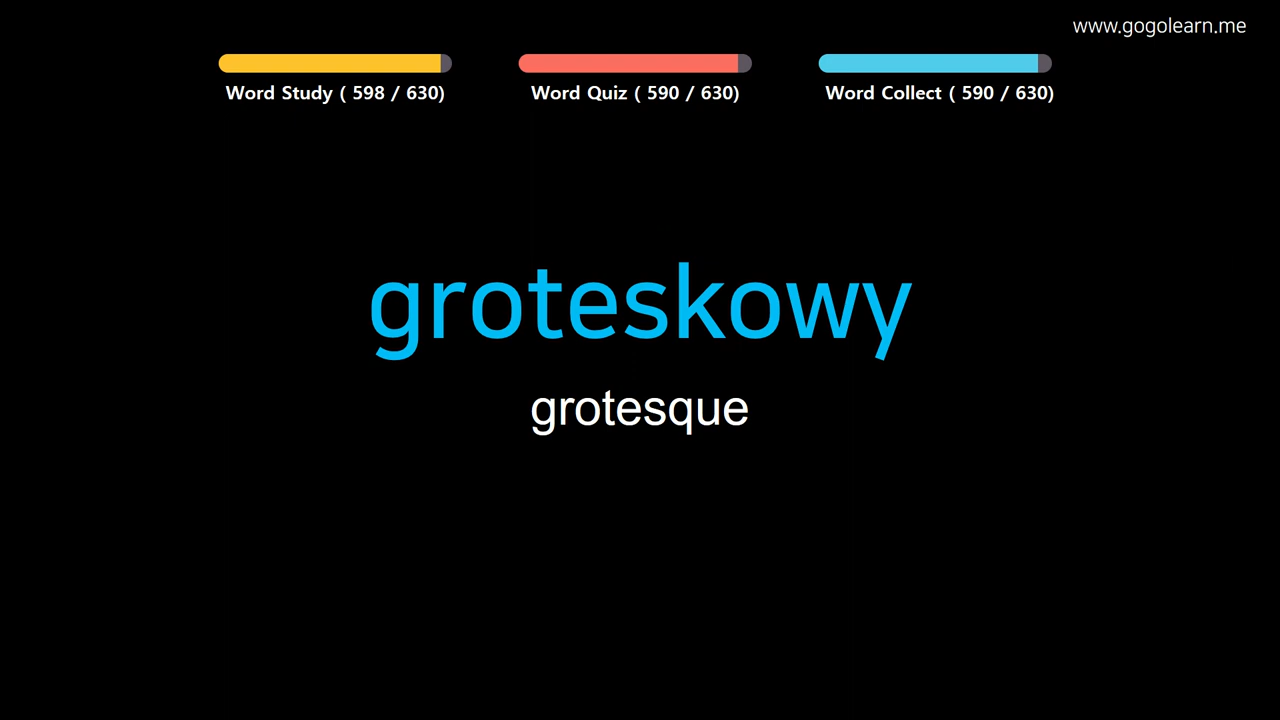 www.gogolearn.me
Word Study ( 598 / 630)
Word Quiz ( 590 / 630)
Word Collect ( 590 / 630)
groteskowy
grotesque